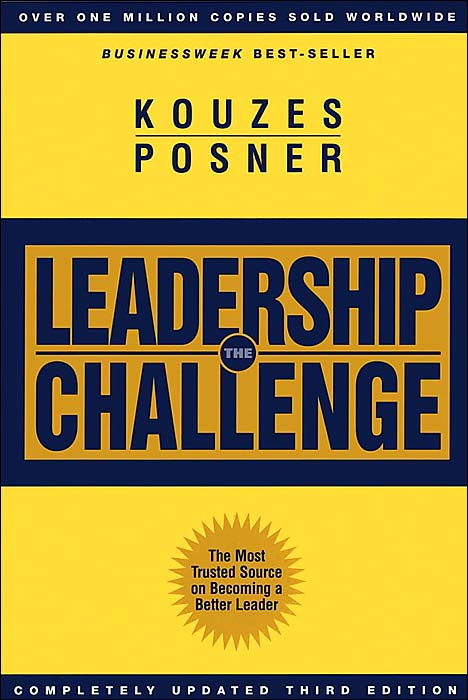 OVER ONE MILLION COPIES SOLD WORLDWIDE
BUSINESSWEEK BEST-SELLER
KOUZES
POSNER
LEADERSHIP
THE
CHALLENGE
The Most
Trusted Source
on Becoming a
Better Leader
COMPLETELY UPDATED THIRD EDITION